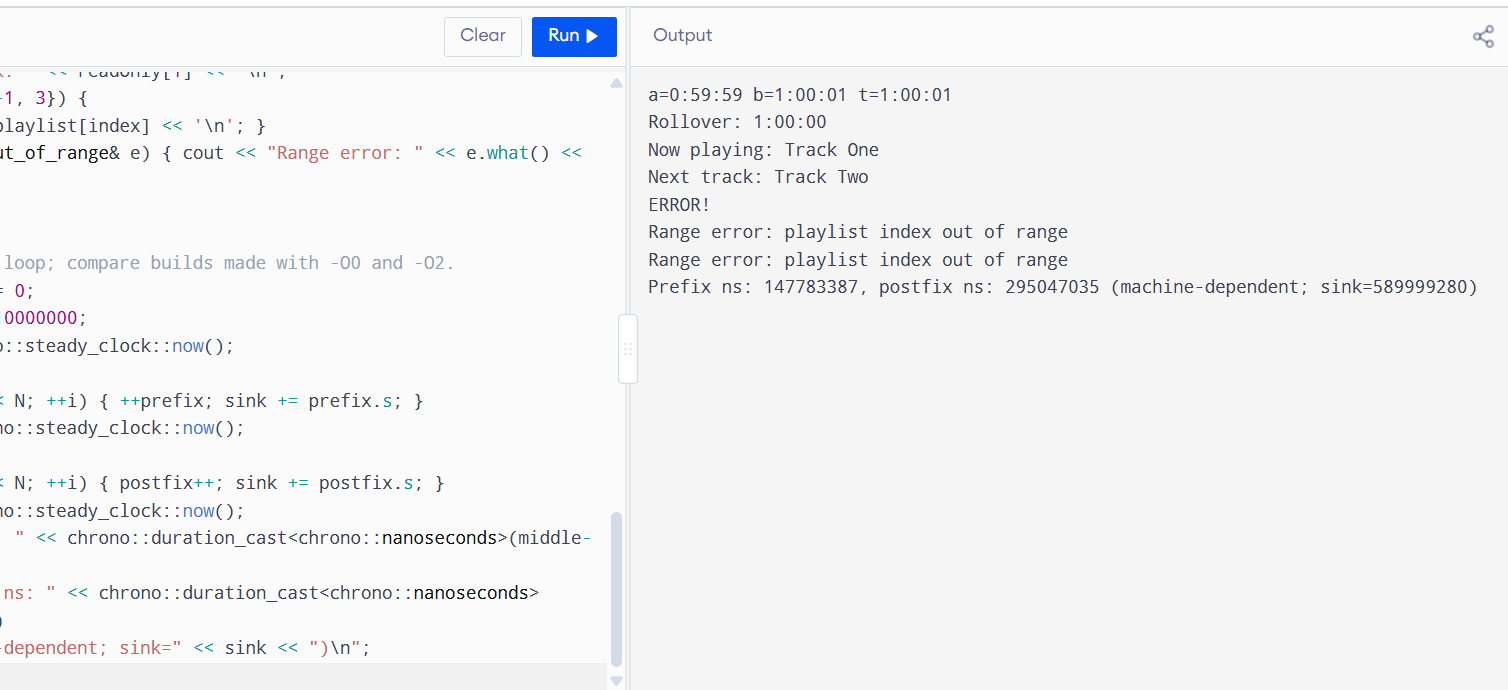 Clear
Run
Output
1, 3}) {
playlist[index] << '\n'; }
ut_of_range& e) { cout << "Range error: " << e.what() <<
loop; compare builds made with -O0 and -O2.
= 0;
0000000;
o::steady_clock::now();
< N; ++i) { ++prefix; sink += prefix.s; }
no::steady_clock::now();
< N; ++i) { postfix++; sink += postfix.s; }
no::steady_clock::now();
" << chrono::duration_cast<chrono::nanoseconds>(middle-
ns: " << chrono::duration_cast<chrono::nanoseconds>
)
-dependent; sink=" << sink << ")\n";
a=0:59:59 b=1:00:01 t=1:00:01
Rollover: 1:00:00
Now playing: Track One
Next track: Track Two
ERROR!
Range error: playlist index out of range
Range error: playlist index out of range
Prefix ns: 147783387, postfix ns: 295047035 (machine-dependent; sink=589999280)